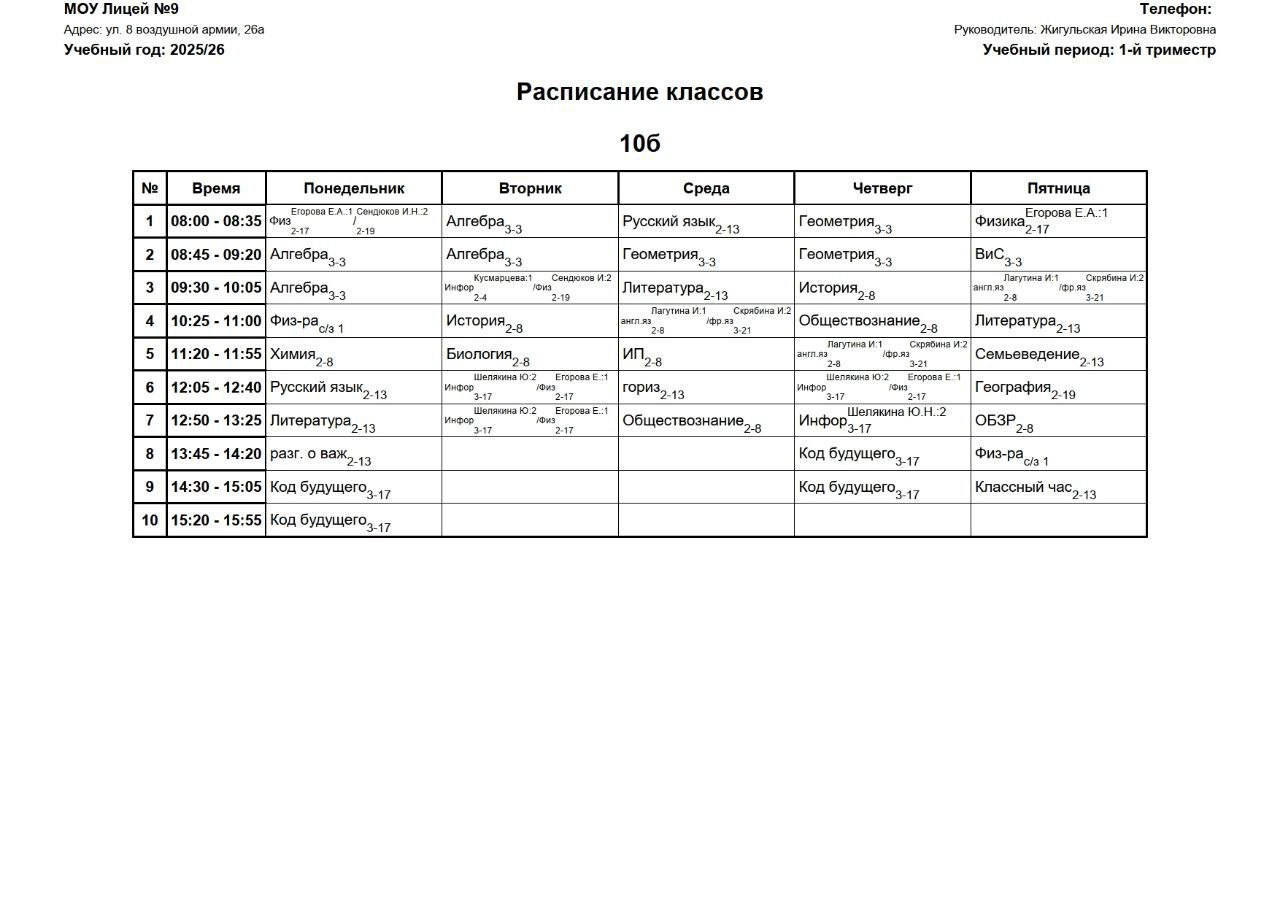 МОУ Лицей №9 Телефон:
Адрес: ул. 8 воздушной армии, 26а Руководитель: Жигульская Ирина Викторовна
Учебный год: 2025/26 Учебный период: 1-й триместр
Расписание классов
10б
№ Время Понедельник Вторник Среда Четверг Пятница
1 08:00 - 08:35 Физ Егорова Е.А.:1 2-17 / Сендюков И.Н.:2 2-19 Алгебра 3-3 Русский язык 2-13 Геометрия 3-3 Физика Егорова Е.А.:1 2-17
2 08:45 - 09:20 Алгебра 3-3 Алгебра 3-3 Геометрия 3-3 Геометрия 3-3 ВиС 3-3
3 09:30 - 10:05 Алгебра 3-3 Инфор Кусмарцева:1 2-4 /Физ Сендюков И:2 2-19 Литература 2-13 История 2-8 англ.яз Лагутина И:1 2-8 /фр.яз Скрябина И:2 3-21
4 10:25 - 11:00 Физ-ра с/з 1 История 2-8 англ.яз Лагутина И:1 2-8 /фр.яз Скрябина И:2 3-21 Обществознание 2-8 Литература 2-13
5 11:20 - 11:55 Химия 2-8 Биология 2-8 ИП 2-8 англ.яз Лагутина И:1 2-8 /фр.яз Скрябина И:2 3-21 Семьеведение 2-13
6 12:05 - 12:40 Русский язык 2-13 Инфор Шелякина Ю:2 3-17 /Физ Егорова Е.:1 2-17 гориз 2-13 Инфор Шелякина Ю:2 3-17 /Физ Егорова Е.:1 2-17 География 2-19
7 12:50 - 13:25 Литература 2-13 Инфор Шелякина Ю:2 3-17 /Физ Егорова Е.:1 2-17 Обществознание 2-8 Инфор Шелякина Ю.Н.:2 3-17 ОБЗР 2-8
8 13:45 - 14:20 разг. о важ 2-13 Код будущего 3-17 Физ-ра с/з 1
9 14:30 - 15:05 Код будущего 3-17 Код будущего 3-17 Классный час 2-13
10 15:20 - 15:55 Код будущего 3-17